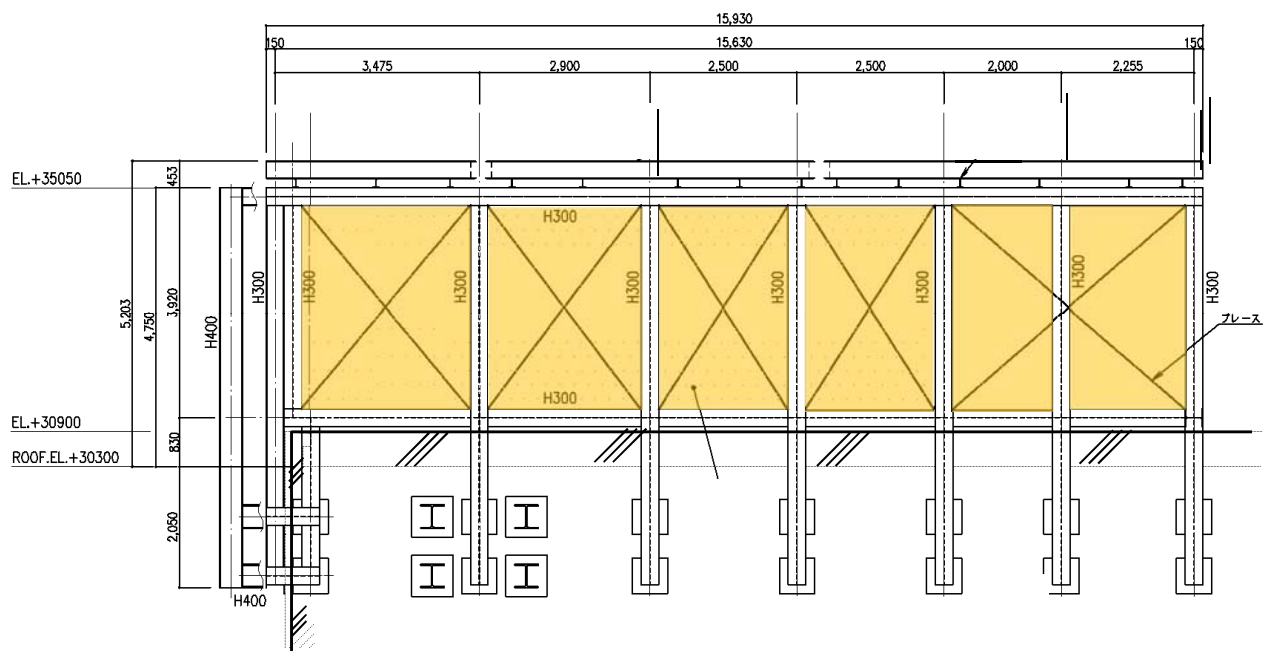 15,930
150
15,630
150
3,475
2,900
2,500
2,500
2,000
2,255
EL.+35050
453
5,203
4,750
3,920
H400
H300
H300
H300
H300
H300
H300
H300
H300
H300
ブレース
EL.+30900
830
ROOF.EL.+30300
2,050
H400